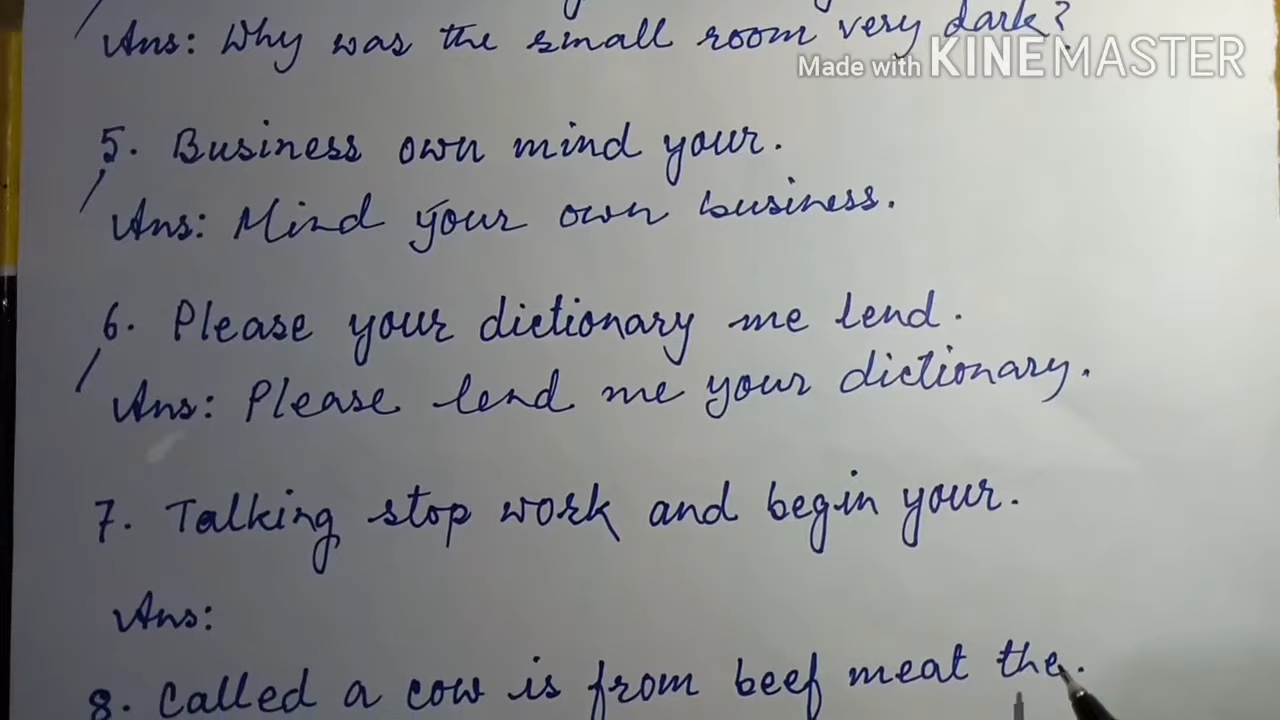 Ans: Why was the small room very dark?
Made with KINEMASTER
5. Business own mind your.
Ans: Mind your own business.
6. Please your dictionary me lend.
Ans: Please lend me your dictionary.
7. Talking stop work and begin your.
Ans:
8. Called a cow is from beef meat the.